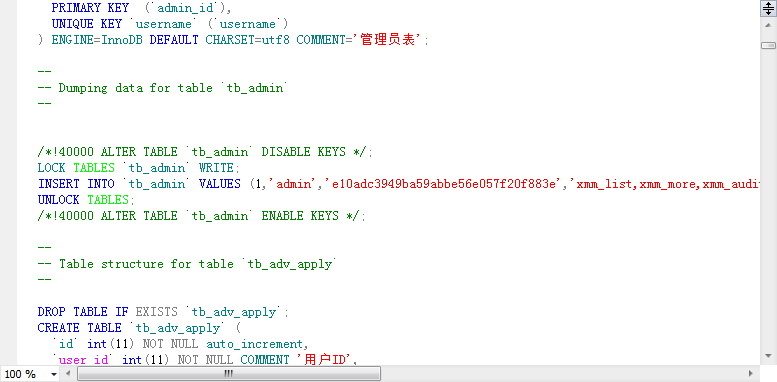 PRIMARY KEY  (`admin_id`),
UNIQUE KEY `username` (`username`)
) ENGINE=InnoDB DEFAULT CHARSET=utf8 COMMENT='管理员表';
--
-- Dumping data for table `tb_admin`
--
/*!40000 ALTER TABLE `tb_admin` DISABLE KEYS */;
LOCK TABLES `tb_admin` WRITE;
INSERT INTO `tb_admin` VALUES (1,'admin','e10adc3949ba59abbe56e057f20f883e','xmm_list,xmm_more,xmm_audi
UNLOCK TABLES;
/*!40000 ALTER TABLE `tb_admin` ENABLE KEYS */;
--
-- Table structure for table `tb_adv_apply`
--
DROP TABLE IF EXISTS `tb_adv_apply`;
CREATE TABLE `tb_adv_apply` (
`id` int(11) NOT NULL auto_increment,
`user_id` int(11) NOT NULL COMMENT '用户ID',
100 %